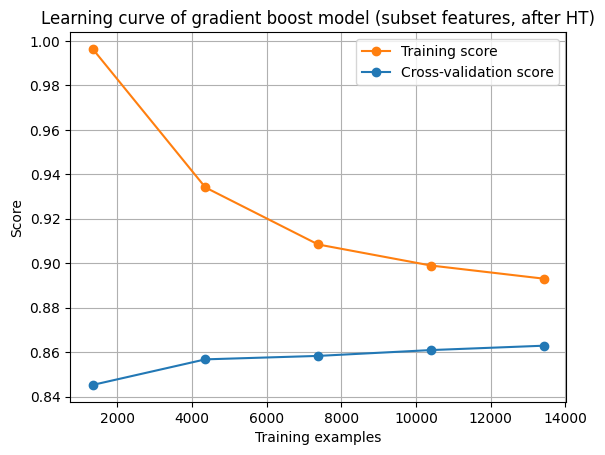 Learning curve of gradient boost model (subset features, after HT)
1.00
0.98
0.96
0.94
0.92
0.90
0.88
0.86
0.84
Score
Training score
Cross-validation score
2000 4000 6000 8000 10000 12000 14000
Training examples